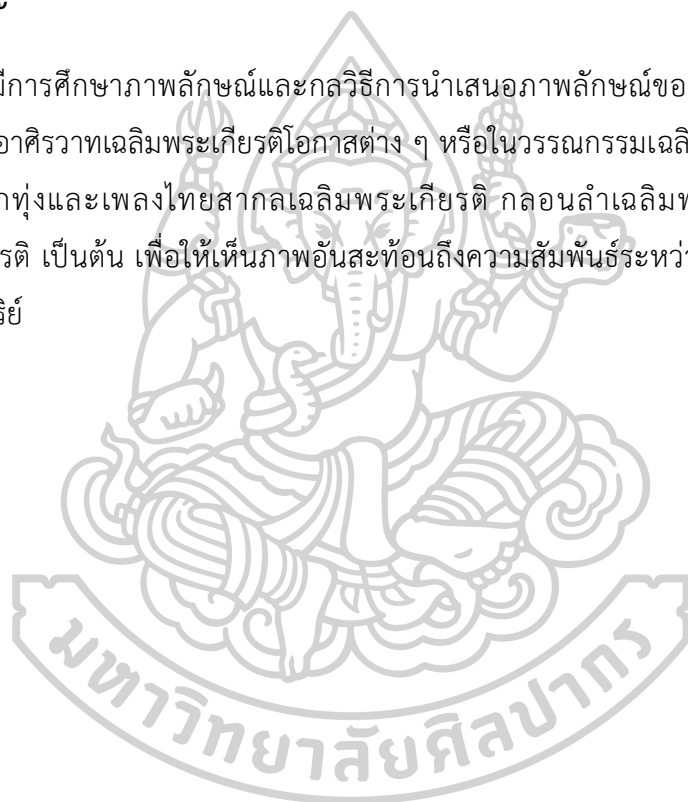 มีการศึกษาภาพลักษณ์และกลวิธีการนำเสนอภาพลักษณ์ของ
อาศิรวาทเฉลิมพระเกียรติโอกาสต่าง ๆ หรือในวรรณกรรมเฉลิ
กทุ่งและเพลงไทยสากลเฉลิมพระเกียรติ กลอนลำเฉลิมพ
รติ เป็นต้น เพื่อให้เห็นภาพอันสะท้อนถึงความสัมพันธ์ระหว่
ริย์
มหาวิทยาลัยศิลปากร